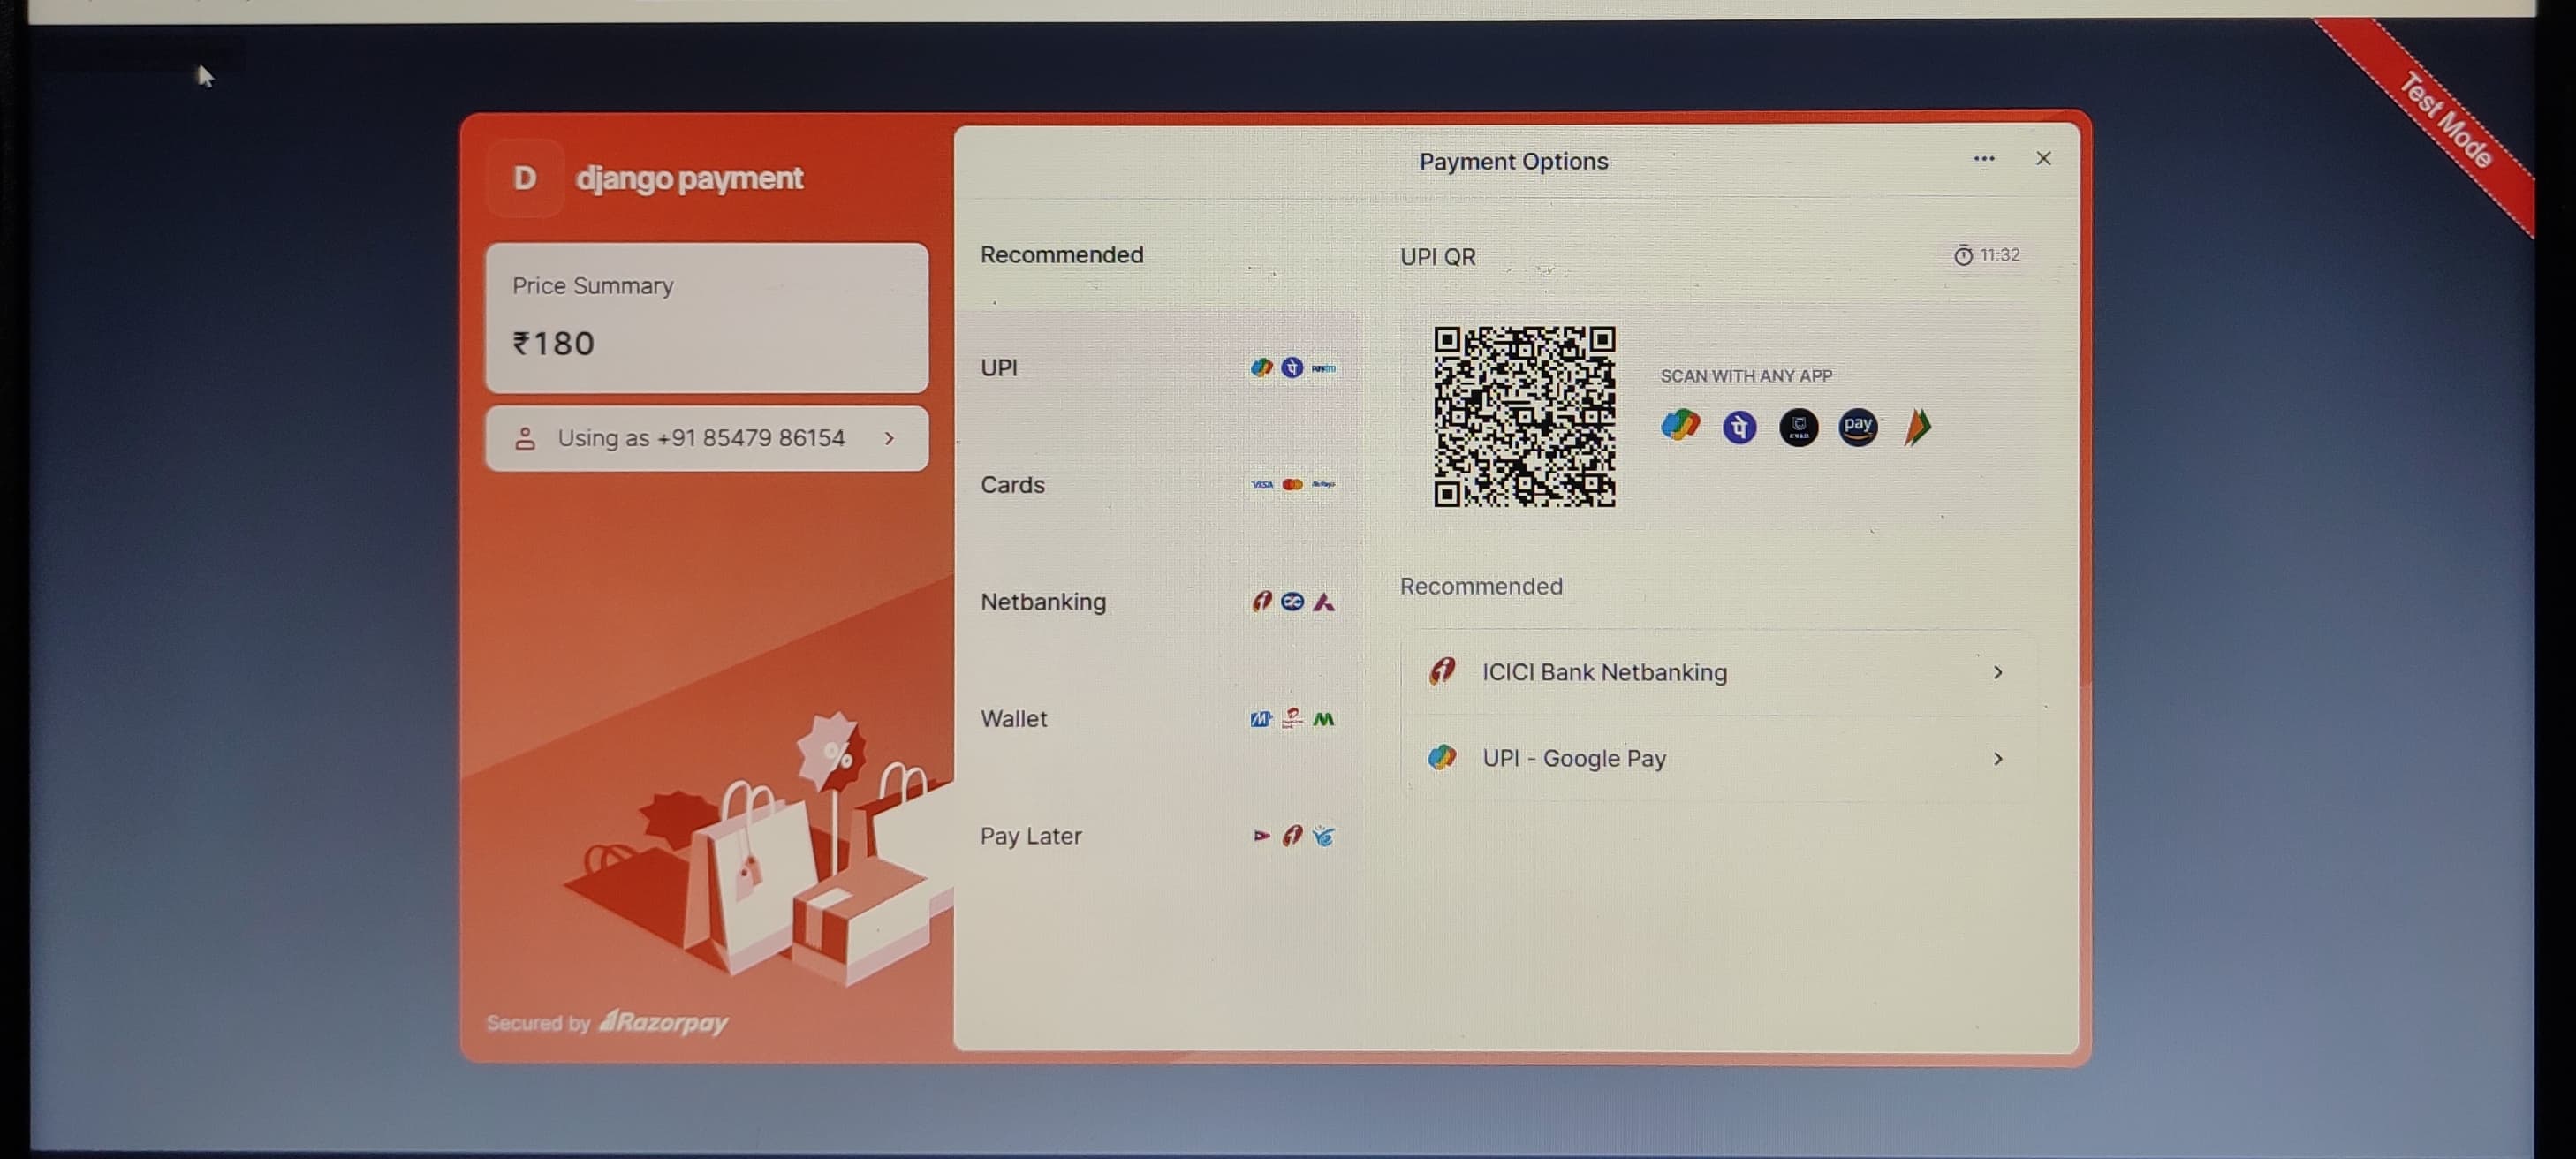 Test Mode
D
django payment
Price Summary
₹180
Using as +91 85479 86154
Secured by Razorpay
Payment Options
Recommended
UPI
Cards
VISA
Netbanking
Wallet
Pay Later
UPI QR
11:32
SCAN WITH ANY APP
पे
CRED
pay
Recommended
ICICI Bank Netbanking
UPI - Google Pay